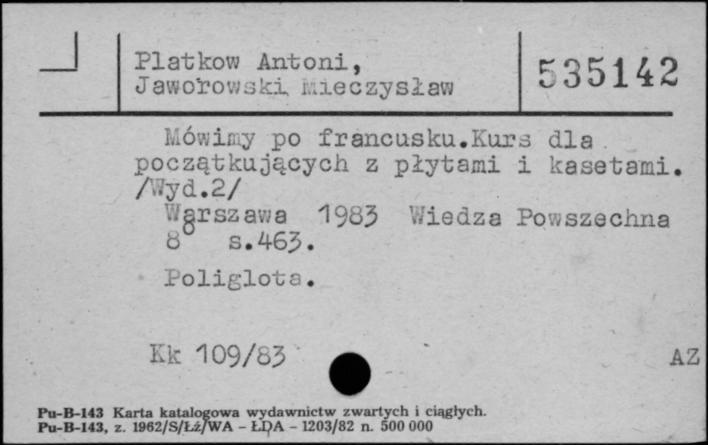 Platkow Antoni,
Jaworowski Mieczysław
535142
Mówimy po francusku.Kurs dla
początkujących z płytami i kasetami.
/Wyd.2/
Warszawa 1983 Wiedza Powszechna
8° s.463.
Poliglota.
Kk 109/83
AZ
Pu-B-143 Karta katalogowa wydawnictw zwartych i ciągłych.
Pu-B-143, z. 1962/S/Łż/WA - ŁDA - 1203/82 n. 500 000